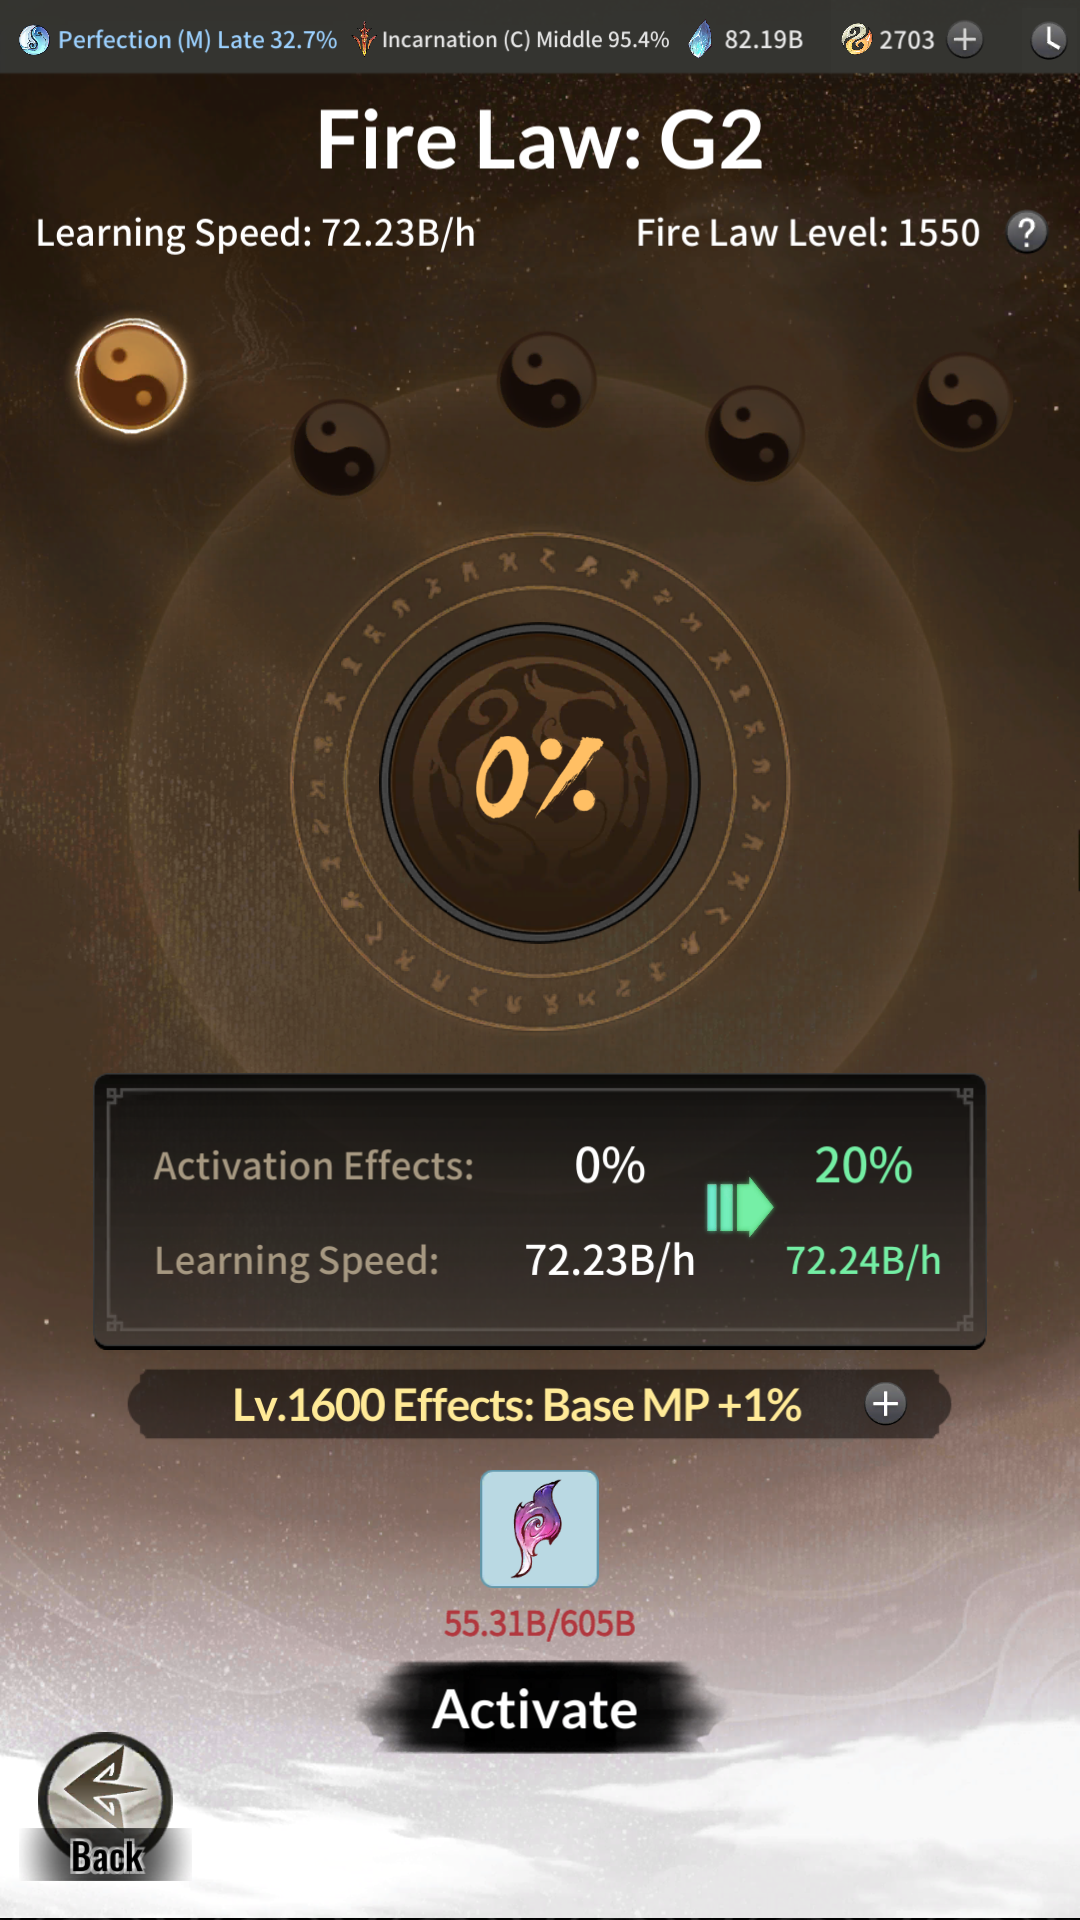 Perfection (M) Late 32.7% Incarnation (C) Middle 95.4% 82.19B 2703
Fire Law: G2
Learning Speed: 72.23B/h Fire Law Level: 1550 ?
0%
Activation Effects: 0% 20%
Learning Speed: 72.23B/h 72.24B/h
Lv.1600 Effects: Base MP +1%
55.31B/605B
Activate
Back